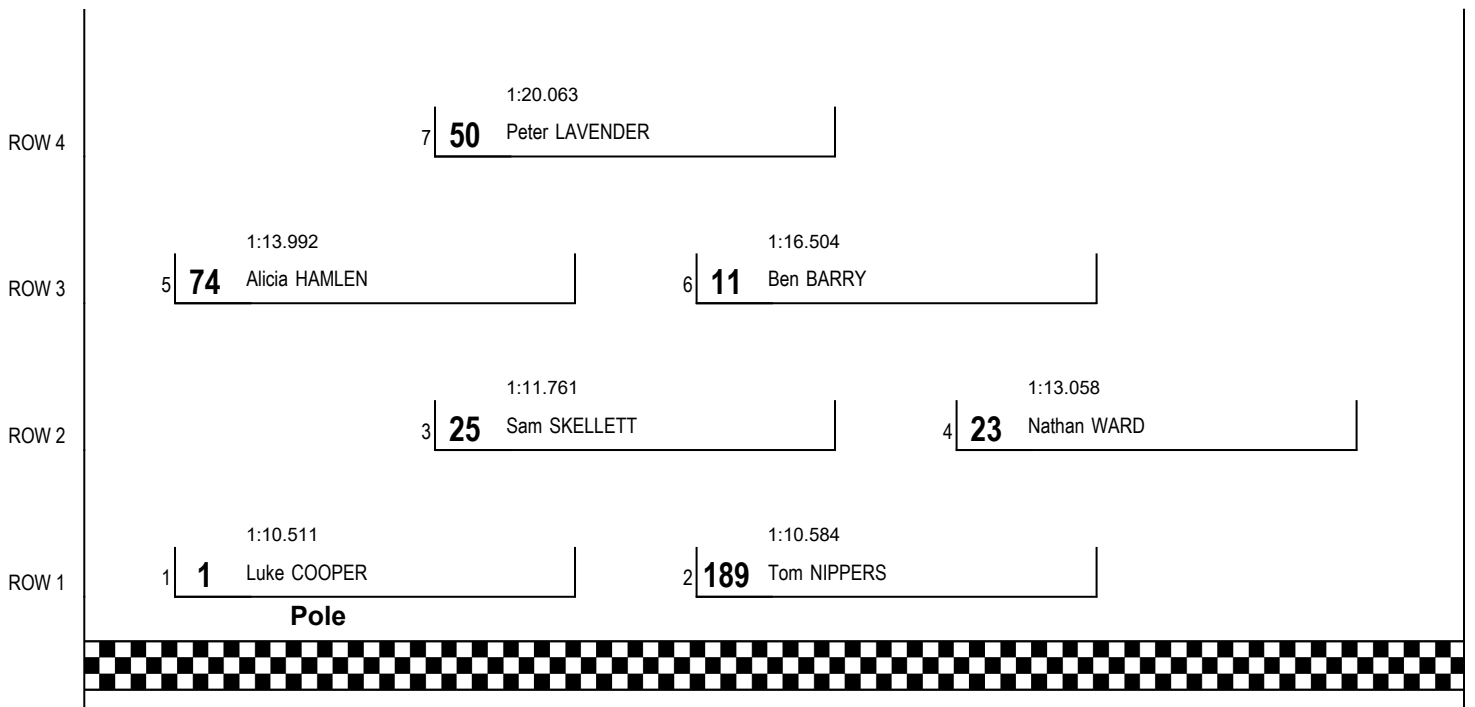 1:20.063
ROW 4 7 50 Peter LAVENDER
1:13.992 1:16.504
ROW 3 5 74 Alicia HAMLEN 6 11 Ben BARRY
1:11.761 1:13.058
ROW 2 3 25 Sam SKELLETT 4 23 Nathan WARD
1:10.511 1:10.584
ROW 1 1 1 Luke COOPER 2 189 Tom NIPPERS
Pole